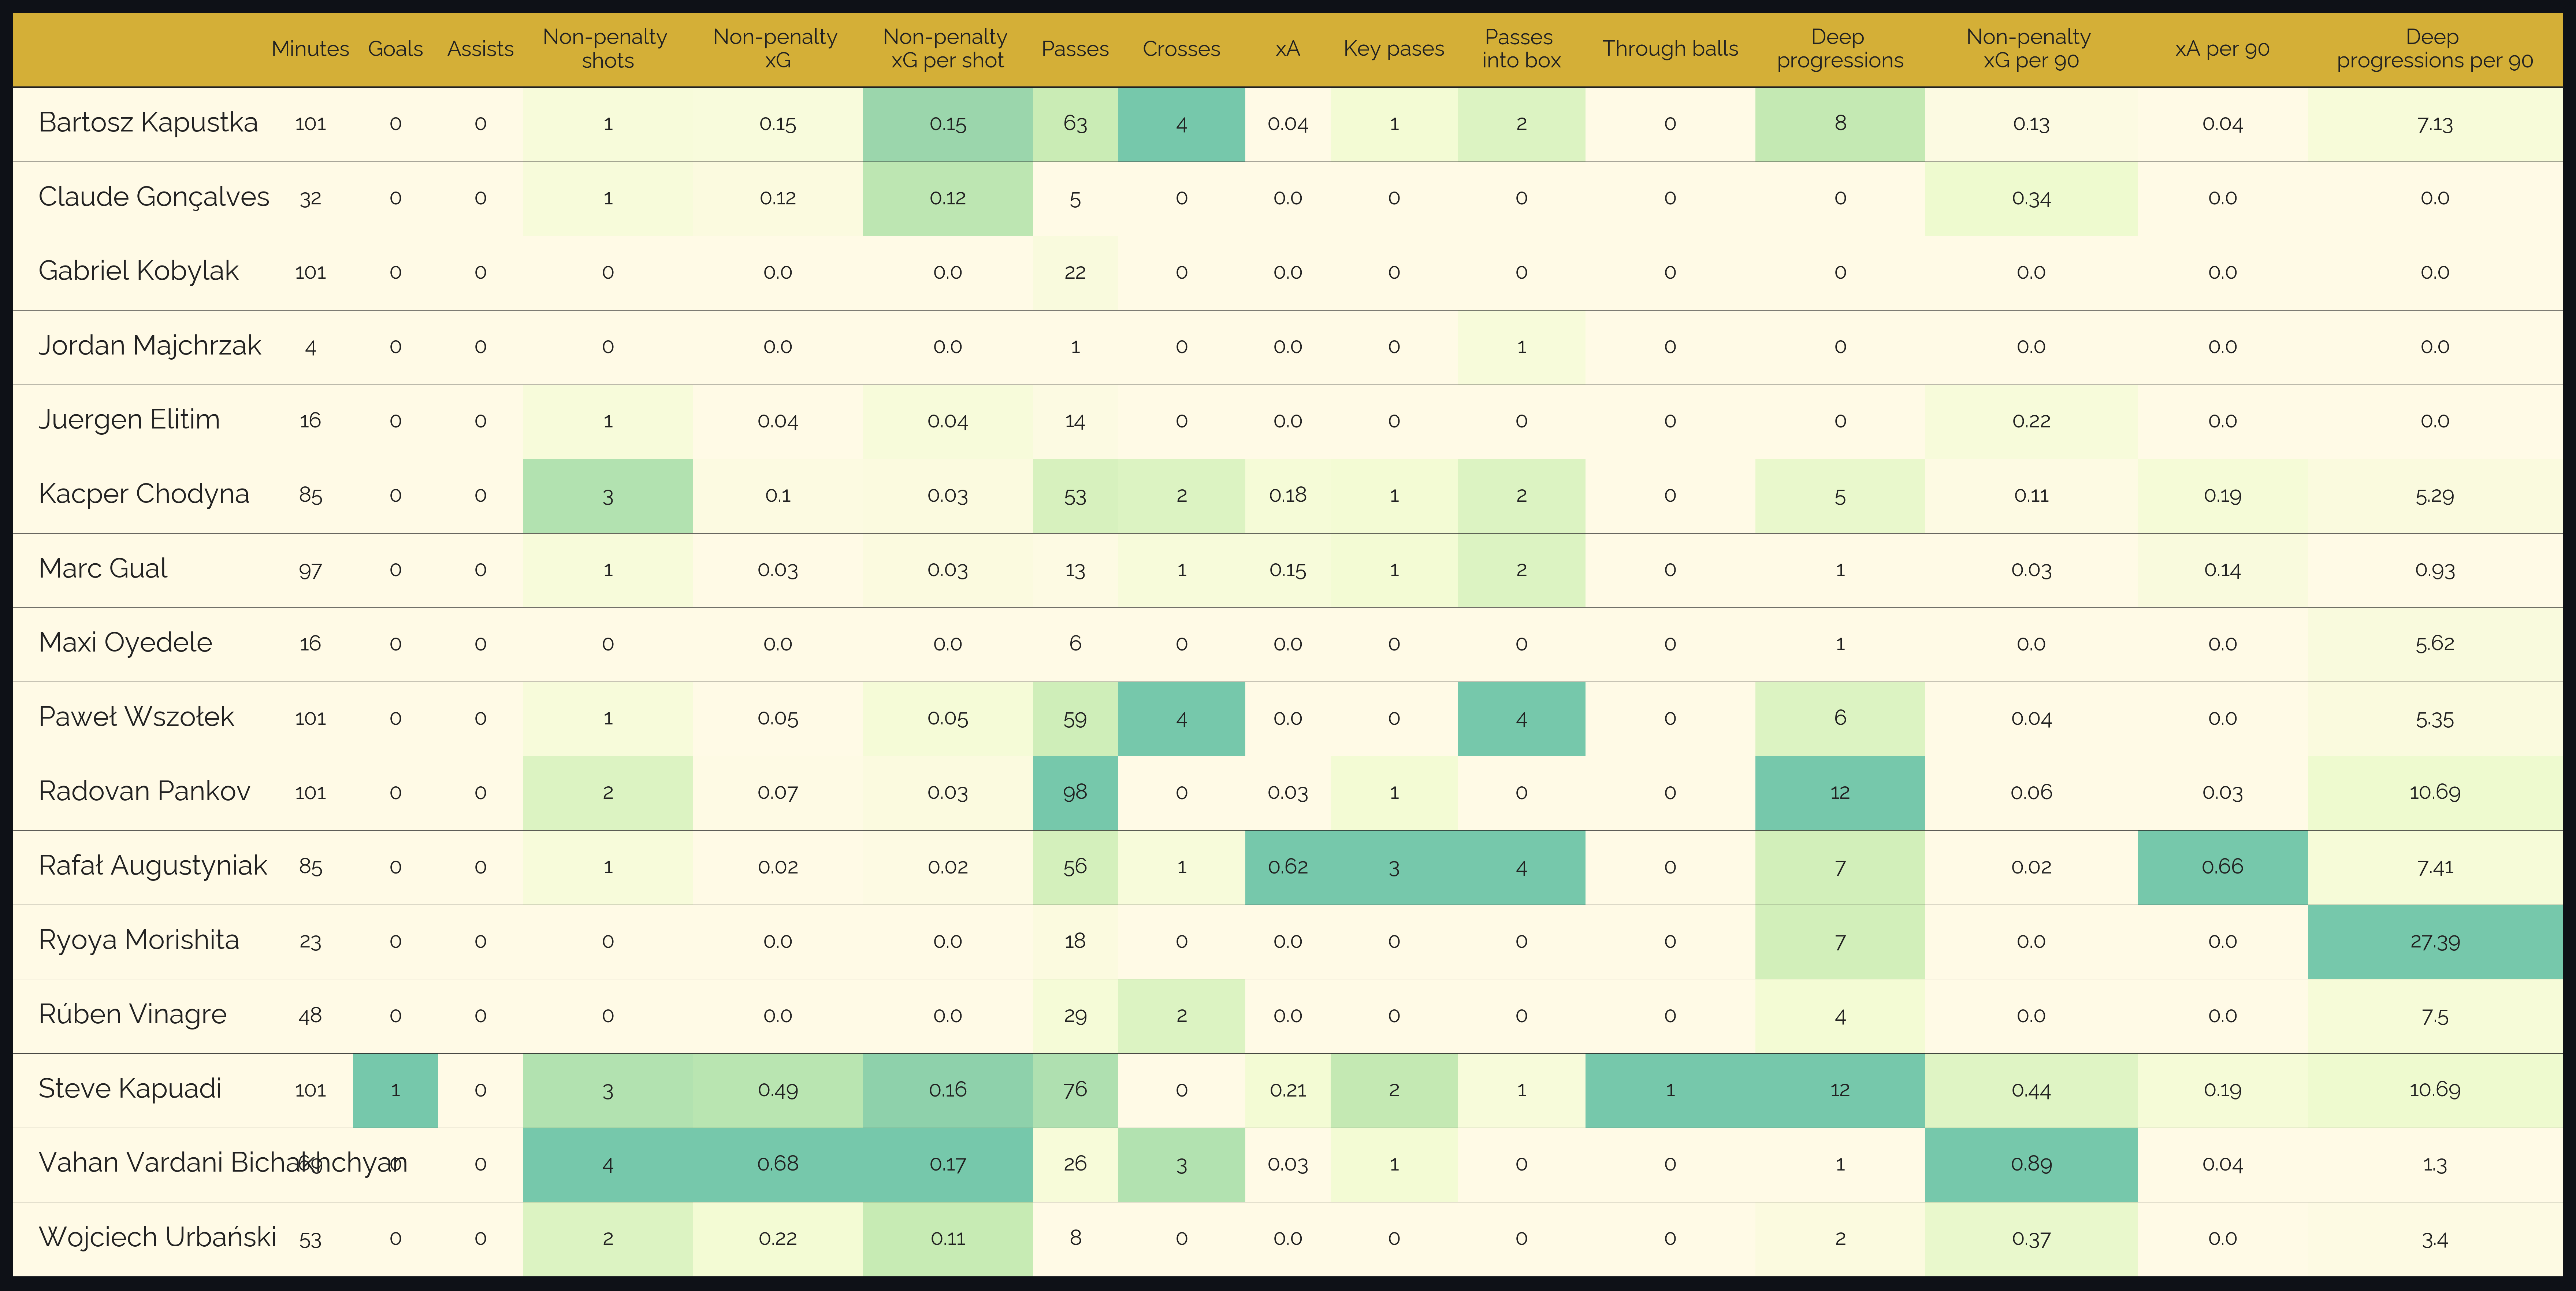 Minutes Goals Assists Non-penalty shots Non-penalty xG Non-penalty xG per shot Passes Crosses xA Key pases Passes into box Through balls Deep progressions Non-penalty xG per 90 xA per 90 Deep progressions per 90
Bartosz Kapustka 101 0 0 1 0.15 0.15 63 4 0.04 1 2 0 8 0.13 0.04 7.13
Claude Gonçalves 32 0 0 1 0.12 0.12 5 0 0.0 0 0 0 0 0.34 0.0 0.0
Gabriel Kobylak 101 0 0 0 0.0 0.0 22 0 0.0 0 0 0 0 0.0 0.0 0.0
Jordan Majchrzak 4 0 0 0 0.0 0.0 1 0 0.0 0 1 0 0 0.0 0.0 0.0
Juergen Elitim 16 0 0 1 0.04 0.04 14 0 0.0 0 0 0 0 0.22 0.0 0.0
Kacper Chodyna 85 0 0 3 0.1 0.03 53 2 0.18 1 2 0 5 0.11 0.19 5.29
Marc Gual 97 0 0 1 0.03 0.03 13 1 0.15 1 2 0 1 0.03 0.14 0.93
Maxi Oyedele 16 0 0 0 0.0 0.0 6 0 0.0 0 0 0 1 0.0 0.0 5.62
Paweł Wszołek 101 0 0 1 0.05 0.05 59 4 0.0 0 4 0 6 0.04 0.0 5.35
Radovan Pankov 101 0 0 2 0.07 0.03 98 0 0.03 1 0 0 12 0.06 0.03 10.69
Rafał Augustyniak 85 0 0 1 0.02 0.02 56 1 0.62 3 4 0 7 0.02 0.66 7.41
Ryoya Morishita 23 0 0 0 0.0 0.0 18 0 0.0 0 0 0 7 0.0 0.0 27.39
Rúben Vinagre 48 0 0 0 0.0 0.0 29 2 0.0 0 0 0 4 0.0 0.0 7.5
Steve Kapuadi 101 1 0 3 0.49 0.16 76 0 0.21 2 1 1 12 0.44 0.19 10.69
Vahan Vardani Bichakhchyan 69 0 0 4 0.68 0.17 26 3 0.03 1 0 0 1 0.89 0.04 1.3
Wojciech Urbański 53 0 0 2 0.22 0.11 8 0 0.0 0 0 0 2 0.37 0.0 3.4